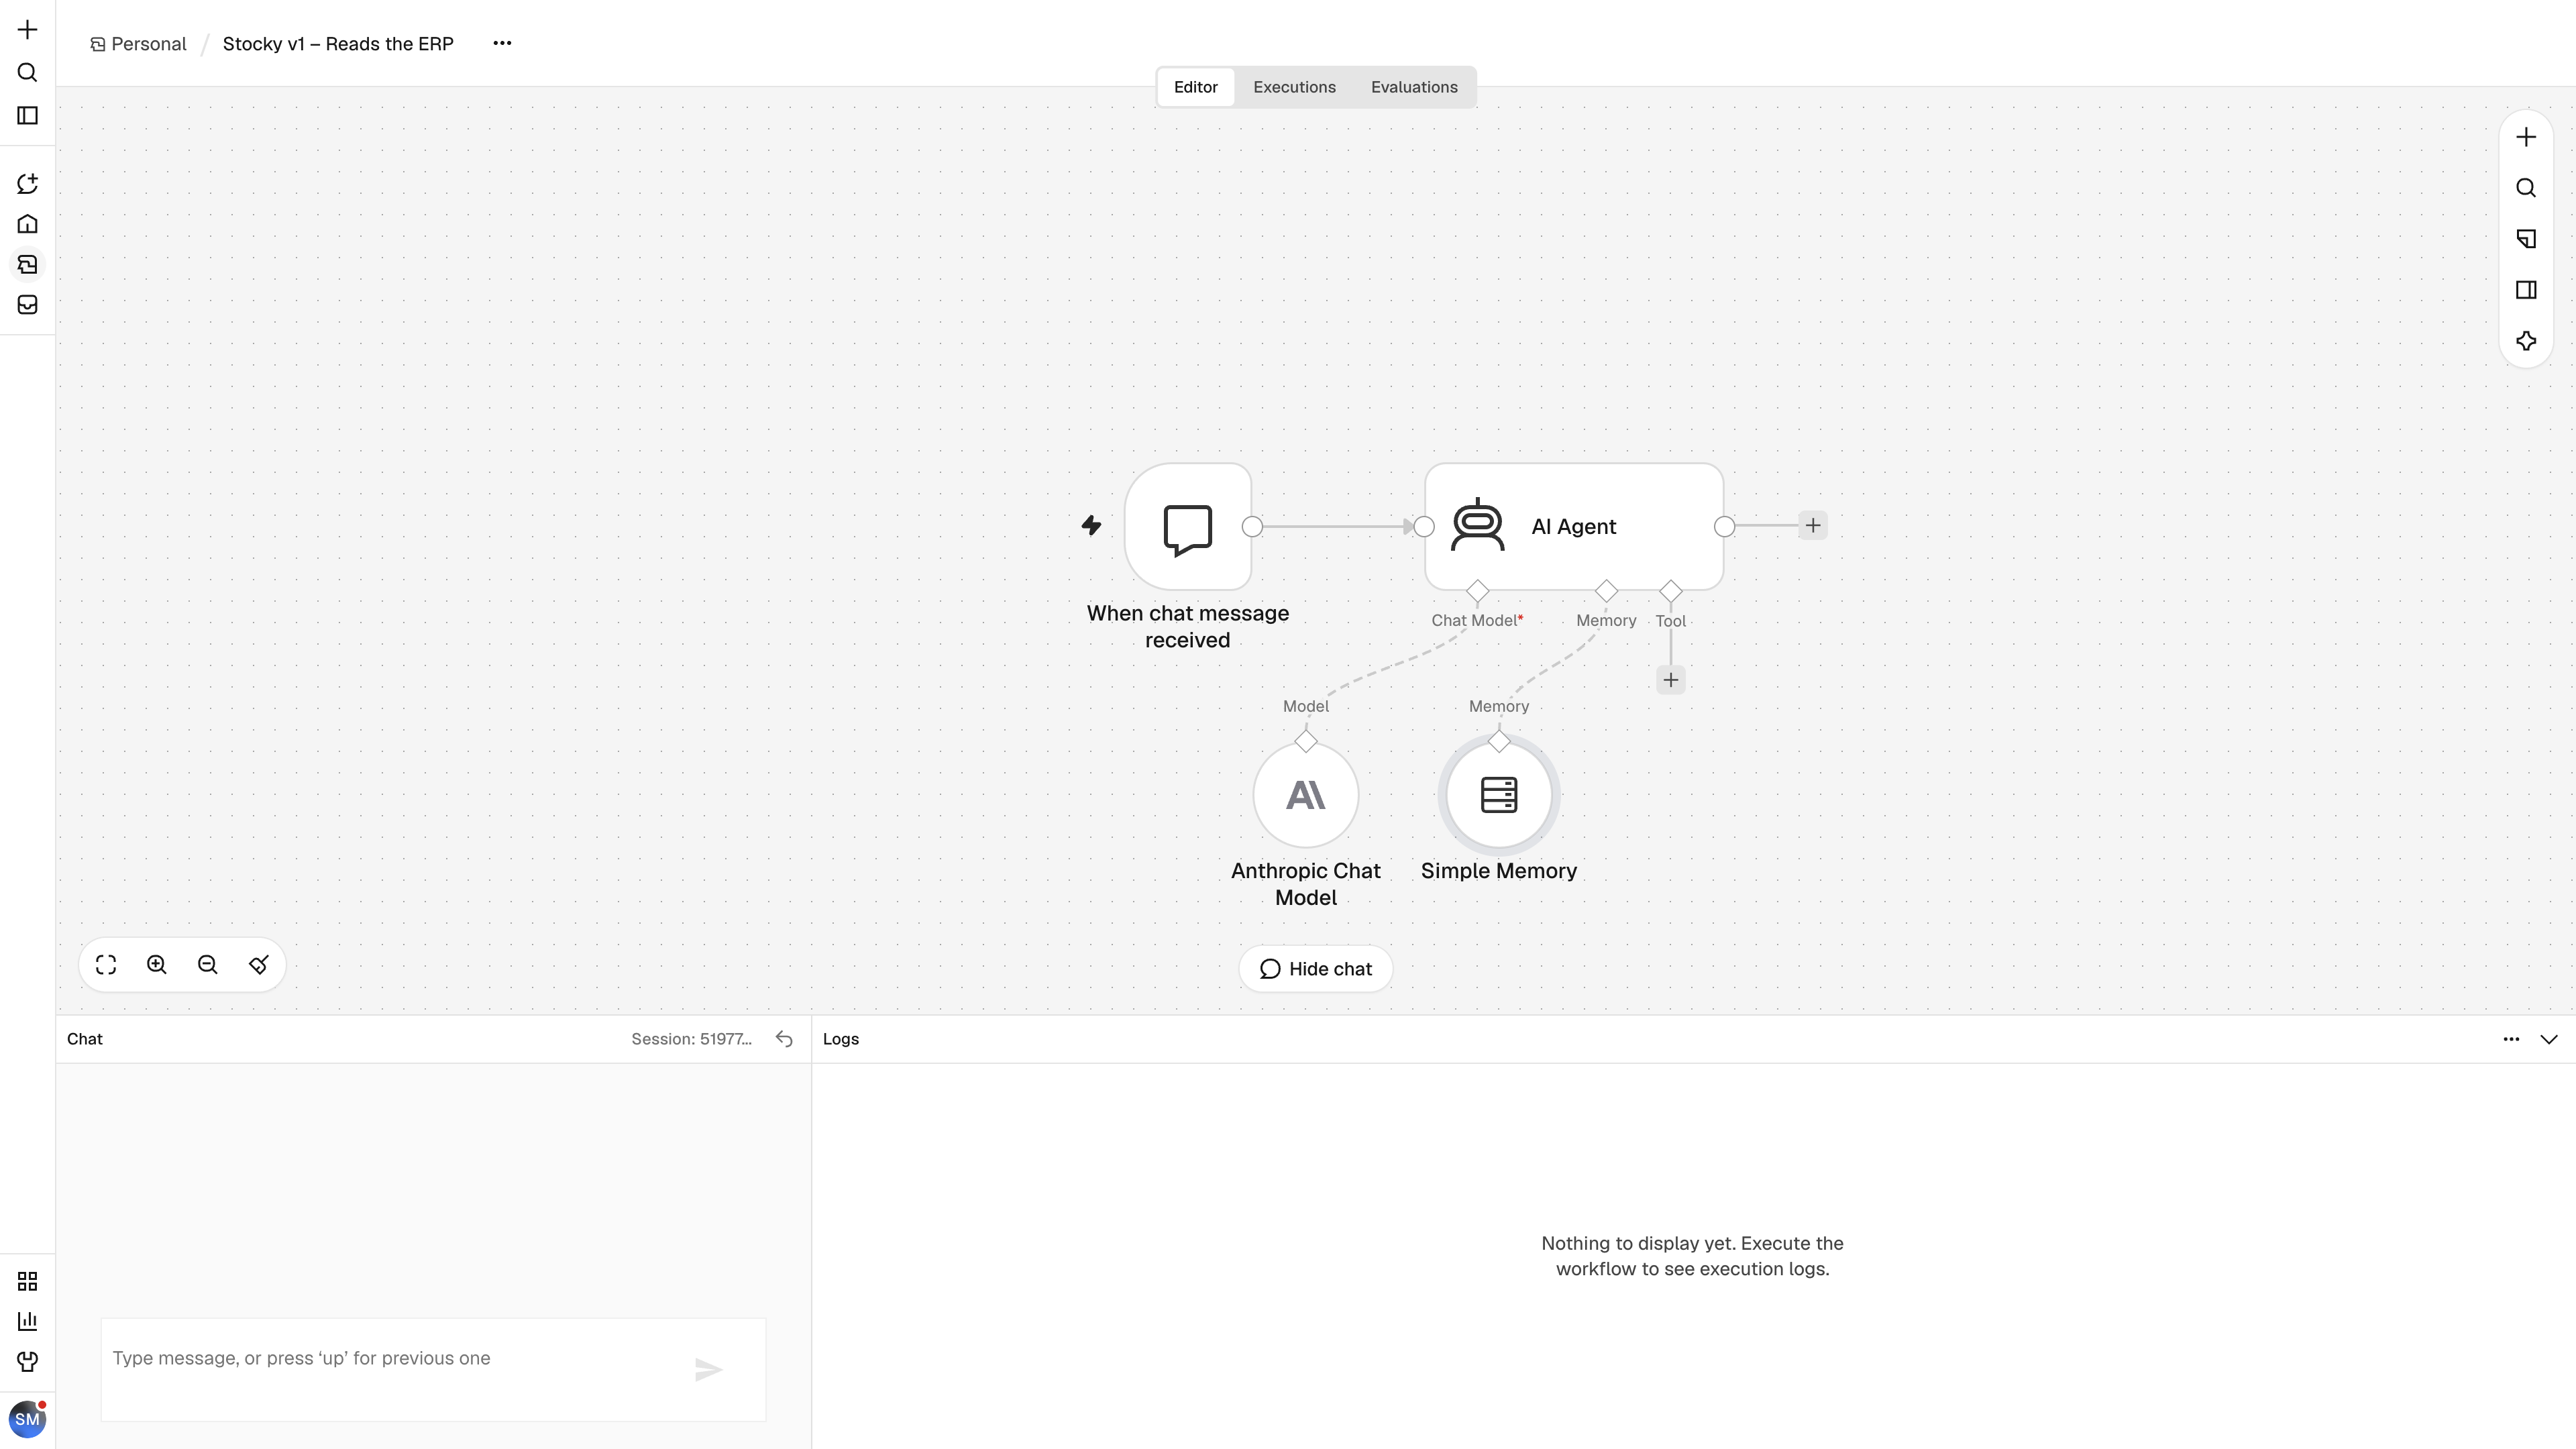 Personal / Stocky v1 – Reads the ERP
Editor Executions Evaluations
AI Agent
When chat message
received
Chat Model* Memory Tool
Model Memory
Anthropic Chat
Model
Simple Memory
Hide chat
Chat Session: 51977... Logs
Nothing to display yet. Execute the
workflow to see execution logs.
Type message, or press ‘up’ for previous one
SM